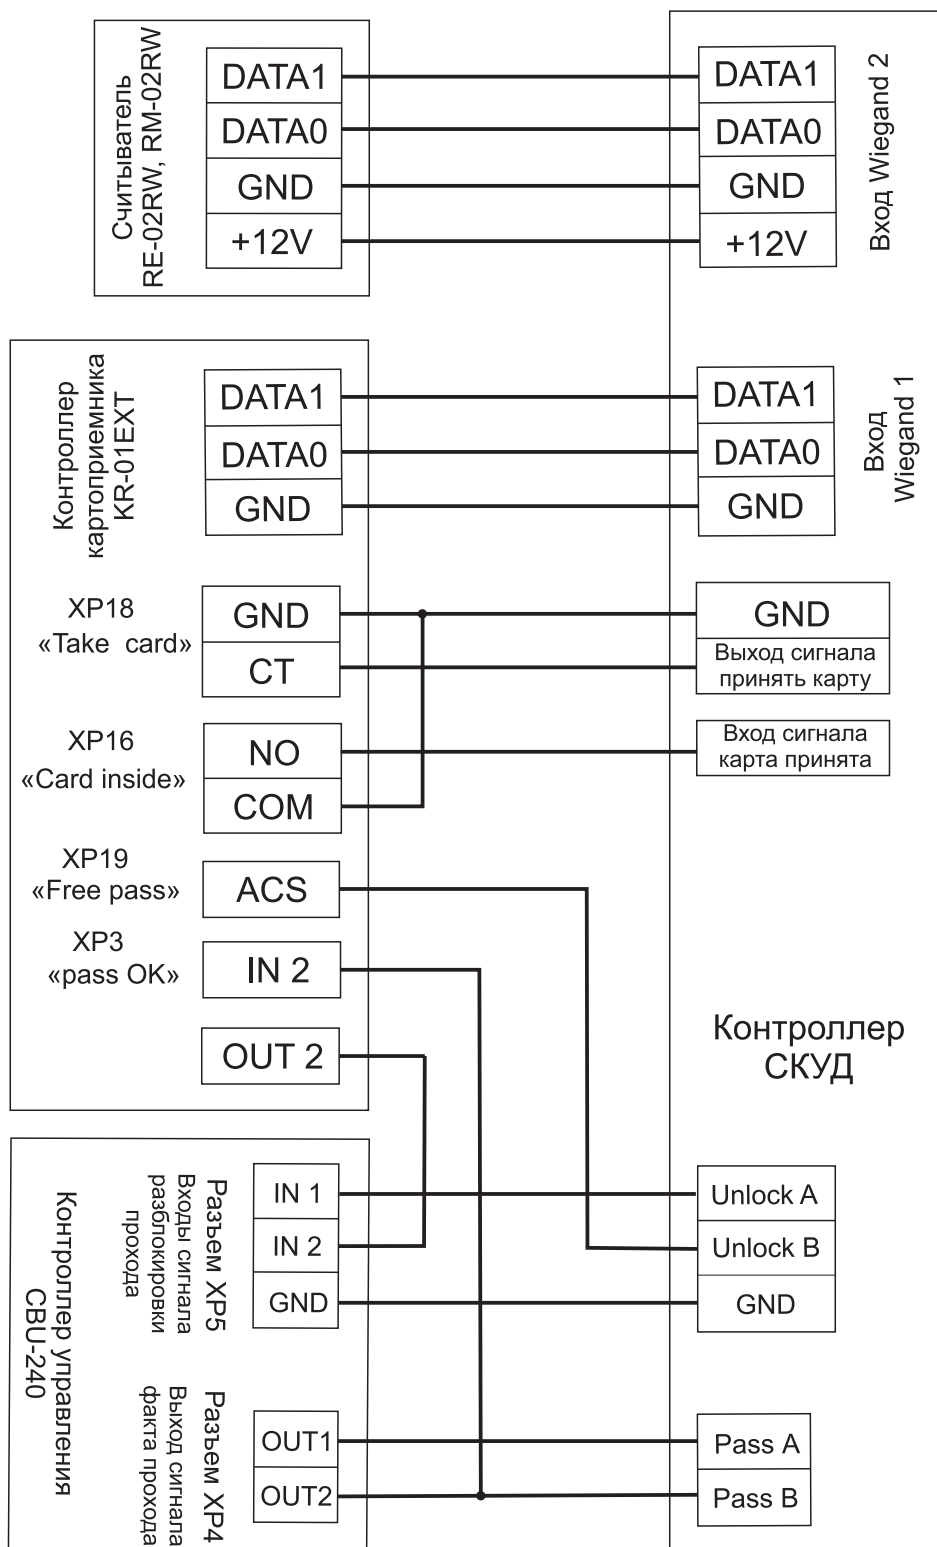 Считыватель
RE-02RW, RM-02RW
DATA1
DATA0
GND
+12V
DATA1
DATA0
GND
+12V
Вход Wiegand 2
Контроллер
картоприемника
KR-01EXT
DATA1
DATA0
GND
DATA1
DATA0
GND
Вход
Wiegand 1
XP18
«Take card»
GND
CT
GND
Выход сигнала
принять карту
XP16
«Card inside»
NO
COM
Вход сигнала
карта принята
XP19
«Free pass»
ACS
XP3
«pass OK»
IN 2
OUT 2
Контроллер
СКУД
Контроллер управления
CBU-240
Разъем XP5
Входы сигнала
разблокировки
прохода
IN 1
IN 2
GND
Unlock A
Unlock B
GND
Разъем XP4
Выход сигнала
факта прохода
OUT1
OUT2
Pass A
Pass B